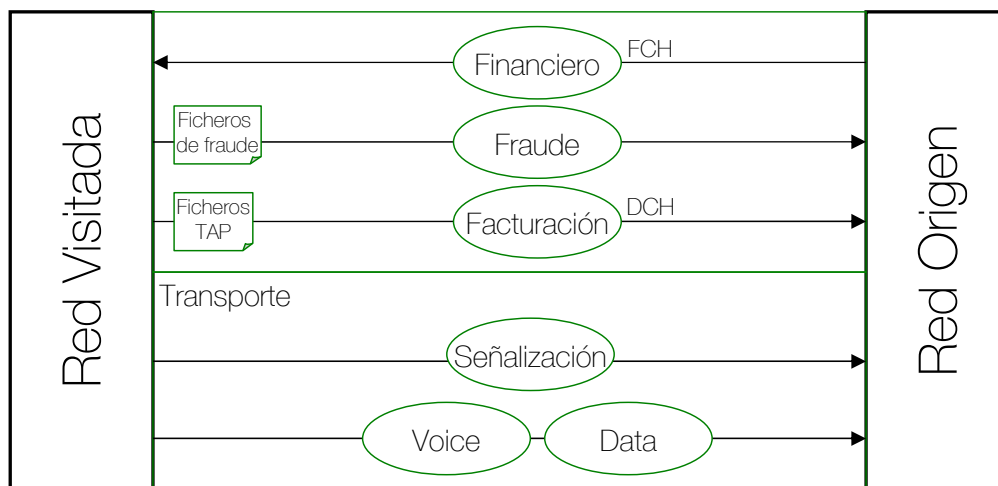 Red Visitada
Financiero
FCH
Ficheros
de fraude
Fraude
Ficheros
TAP
Facturación
DCH
Transporte
Señalización
Voice
Data
Red Origen